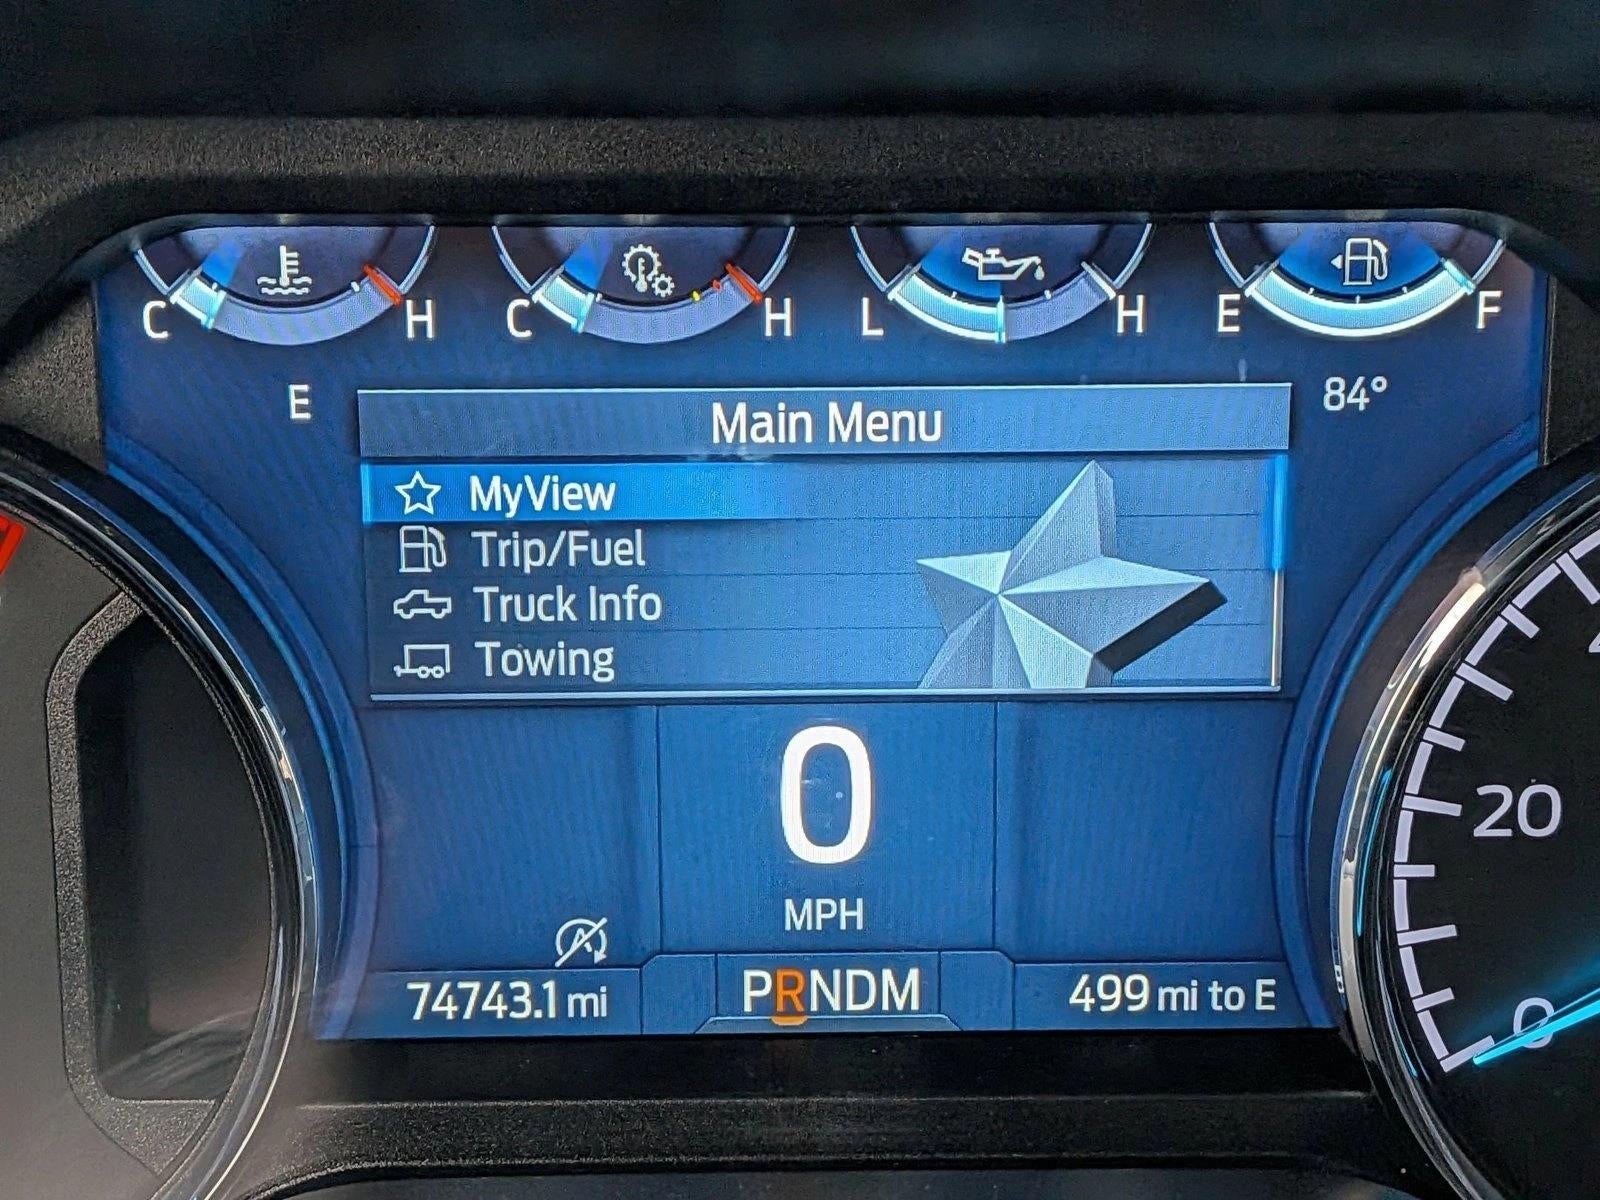 C H C H L H E F
E
84°
Main Menu
MyView
Trip/Fuel
Truck Info
Towing
0
MPH
20
0
74743.1 mi
PRNDM
499 mi to E